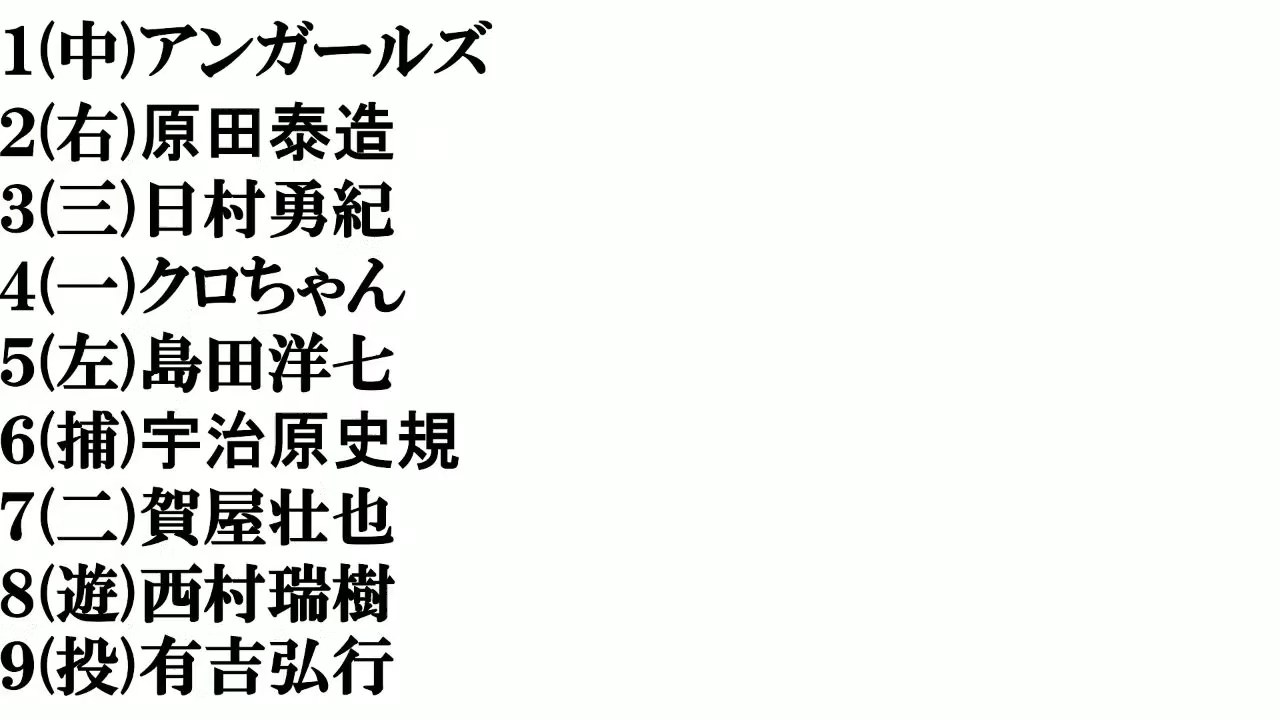 1(中)アンガールズ
2(右)原田泰造
3(三)日村勇紀
4(一)クロちゃん
5(左)島田洋七
6(捕)宇治原史規
7(二)賀屋壮也
8(遊)西村瑞樹
9(投)有吉弘行